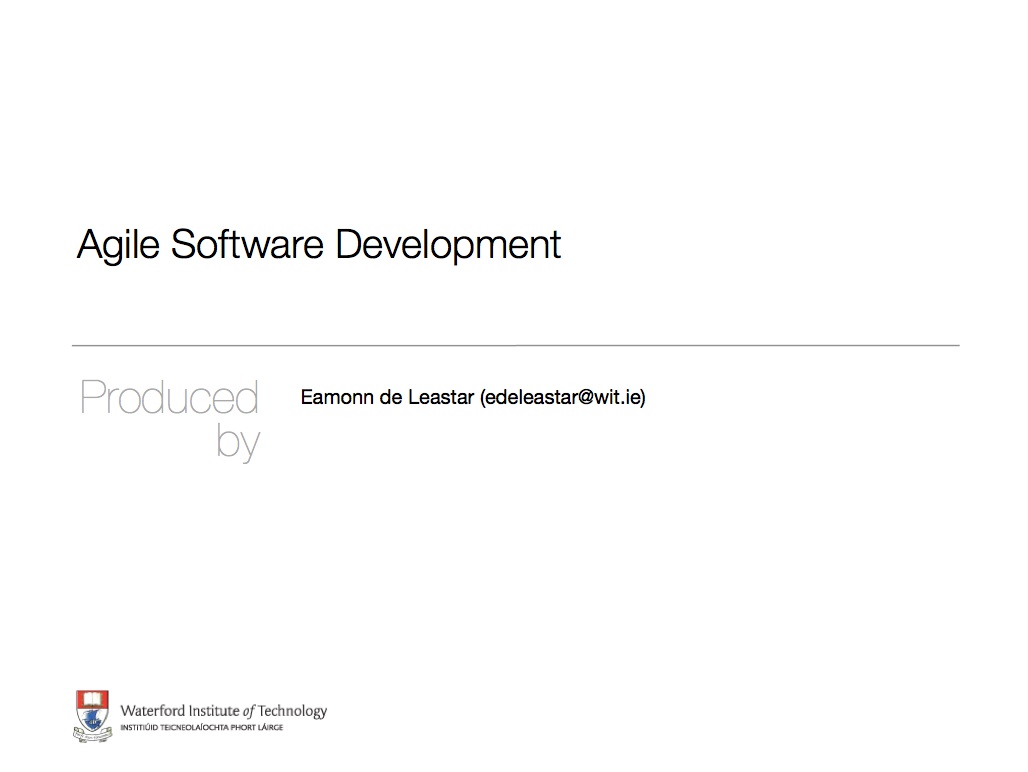 Agile Software Development
Produced
by
Eamonn de Leastar (edeleastar@wit.ie)
Waterford Institute of Technology
INSTITIÚID TEICNEOLAÍOCHTA PHORT LÁIRGE